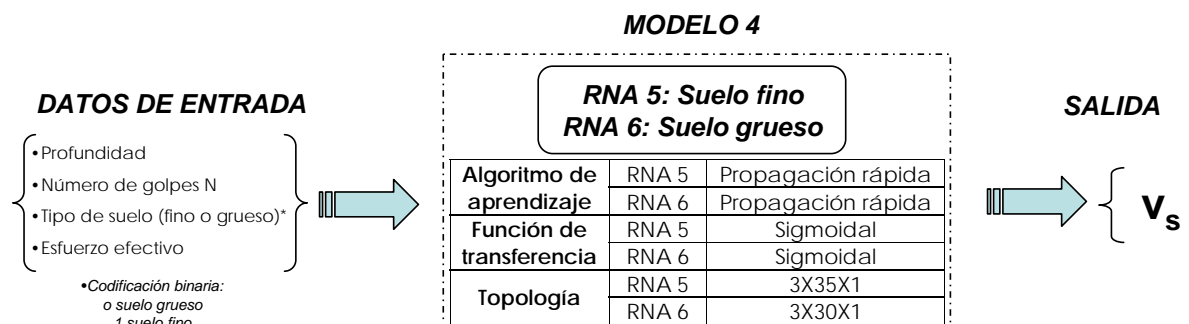 MODELO 4
DATOS DE ENTRADA
•Profundidad
•Número de golpes N
•Tipo de suelo (fino o grueso)*
•Esfuerzo efectivo
•Codificación binaria:
o suelo grueso
1 suelo fino
RNA 5: Suelo fino
RNA 6: Suelo grueso
Algoritmo de aprendizaje
RNA 5 Propagación rápida
RNA 6 Propagación rápida
Función de transferencia
RNA 5 Sigmoidal
RNA 6 Sigmoidal
Topología
RNA 5 3X35X1
RNA 6 3X30X1
SALIDA
Vs